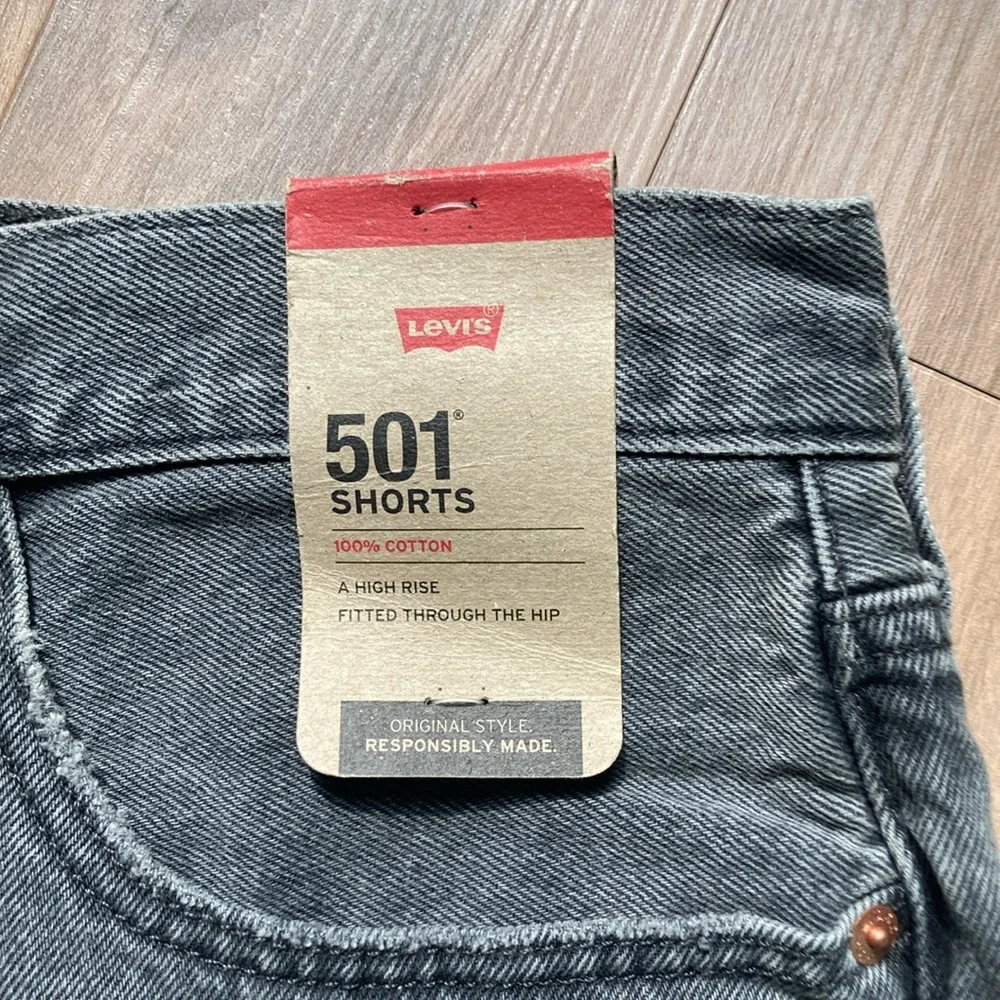 LEVI'S®
501®
SHORTS
100% COTTON
A HIGH RISE
FITTED THROUGH THE HIP
ORIGINAL STYLE.
RESPONSIBLY MADE.